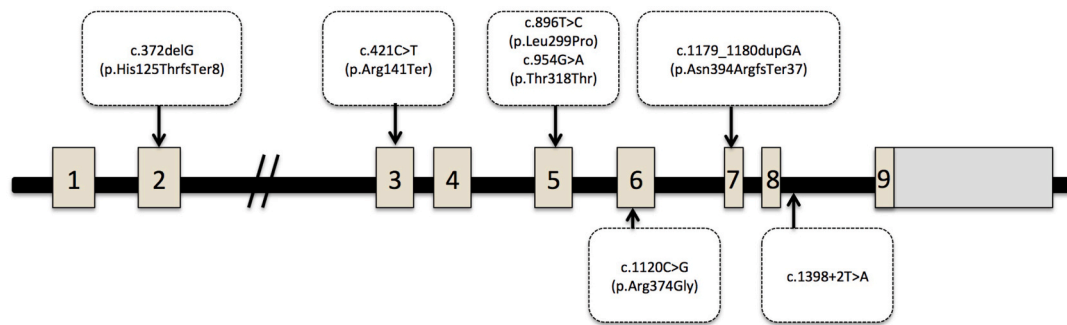 c.372delG
(p.His125ThrfsTer8)
c.421C>T
(p.Arg141Ter)
c.896T>C
(p.Leu299Pro)
c.954G>A
(p.Thr318Thr)
c.1179_1180dupGA
(p.Asn394ArgfsTer37)
1 2 3 4 5 6 7 8 9
c.1120C>G
(p.Arg374Gly)
c.1398+2T>A